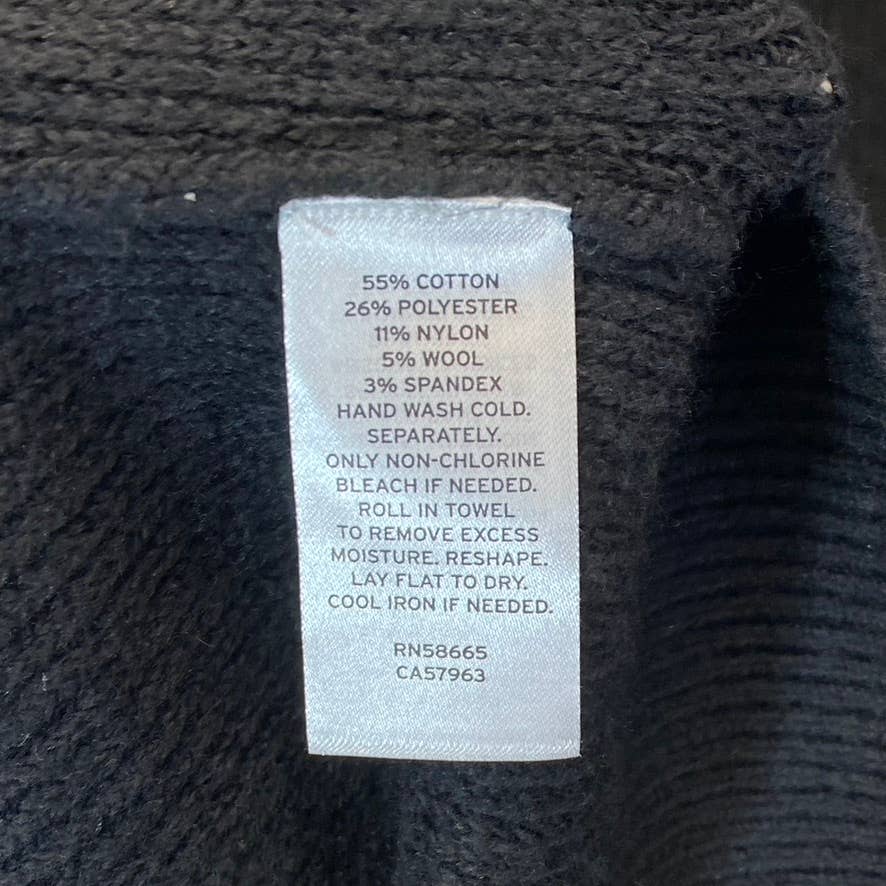 55% COTTON
26% POLYESTER
11% NYLON
5% WOOL
3% SPANDEX
HAND WASH COLD.
SEPARATELY.
ONLY NON-CHLORINE
BLEACH IF NEEDED.
ROLL IN TOWEL
TO REMOVE EXCESS
MOISTURE. RESHAPE.
LAY FLAT TO DRY.
COOL IRON IF NEEDED.
RN58665
CA57963